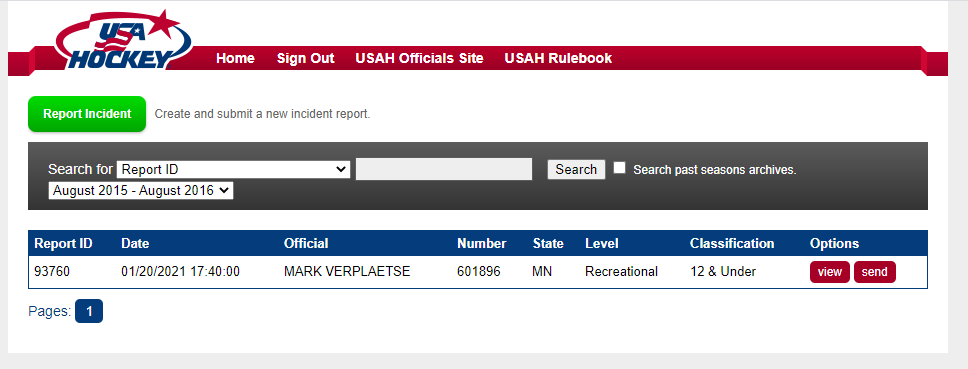 USA
HOCKEY
Home Sign Out USAH Officials Site USAH Rulebook
Report Incident Create and submit a new incident report.
Search for Report ID Search Search past seasons archives.
August 2015 - August 2016
Report ID Date Official Number State Level Classification Options
93760 01/20/2021 17:40:00 MARK VERPLAETSE 601896 MN Recreational 12 & Under view send
Pages: 1